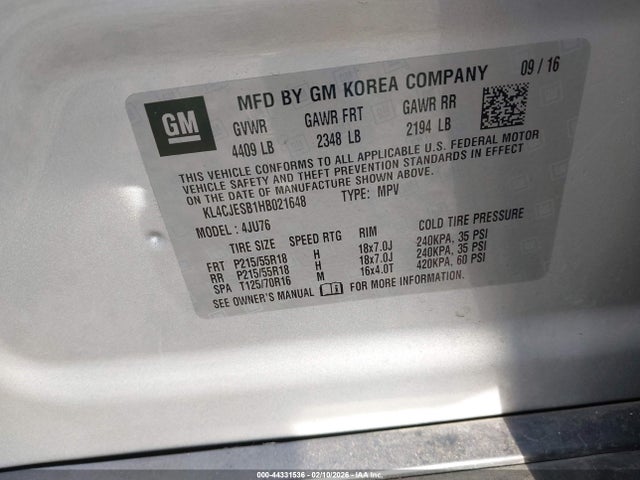 MFD BY GM KOREA COMPANY 09 / 16
GM
GVWR GAWR FRT GAWR RR
4409 LB 2348 LB 2194 LB
THIS VEHICLE CONFORMS TO ALL APPLICABLE U.S. FEDERAL MOTOR
VEHICLE SAFETY AND THEFT PREVENTION STANDARDS IN EFFECT
ON THE DATE OF MANUFACTURE SHOWN ABOVE.
KL4CJESB1HB021648 TYPE: MPV
MODEL : 4JU76
TIRE SIZE SPEED RTG RIM COLD TIRE PRESSURE
FRT P215/55R18 H 18x7.0J 240KPA, 35 PSI
RR P215/55R18 H 18x7.0J 240KPA, 35 PSI
SPA T125/70R16 M 16x4.0T 420KPA, 60 PSI
SEE OWNER'S MANUAL FOR MORE INFORMATION.
000-44331536 - 02/10/2026 - IAA, Inc.